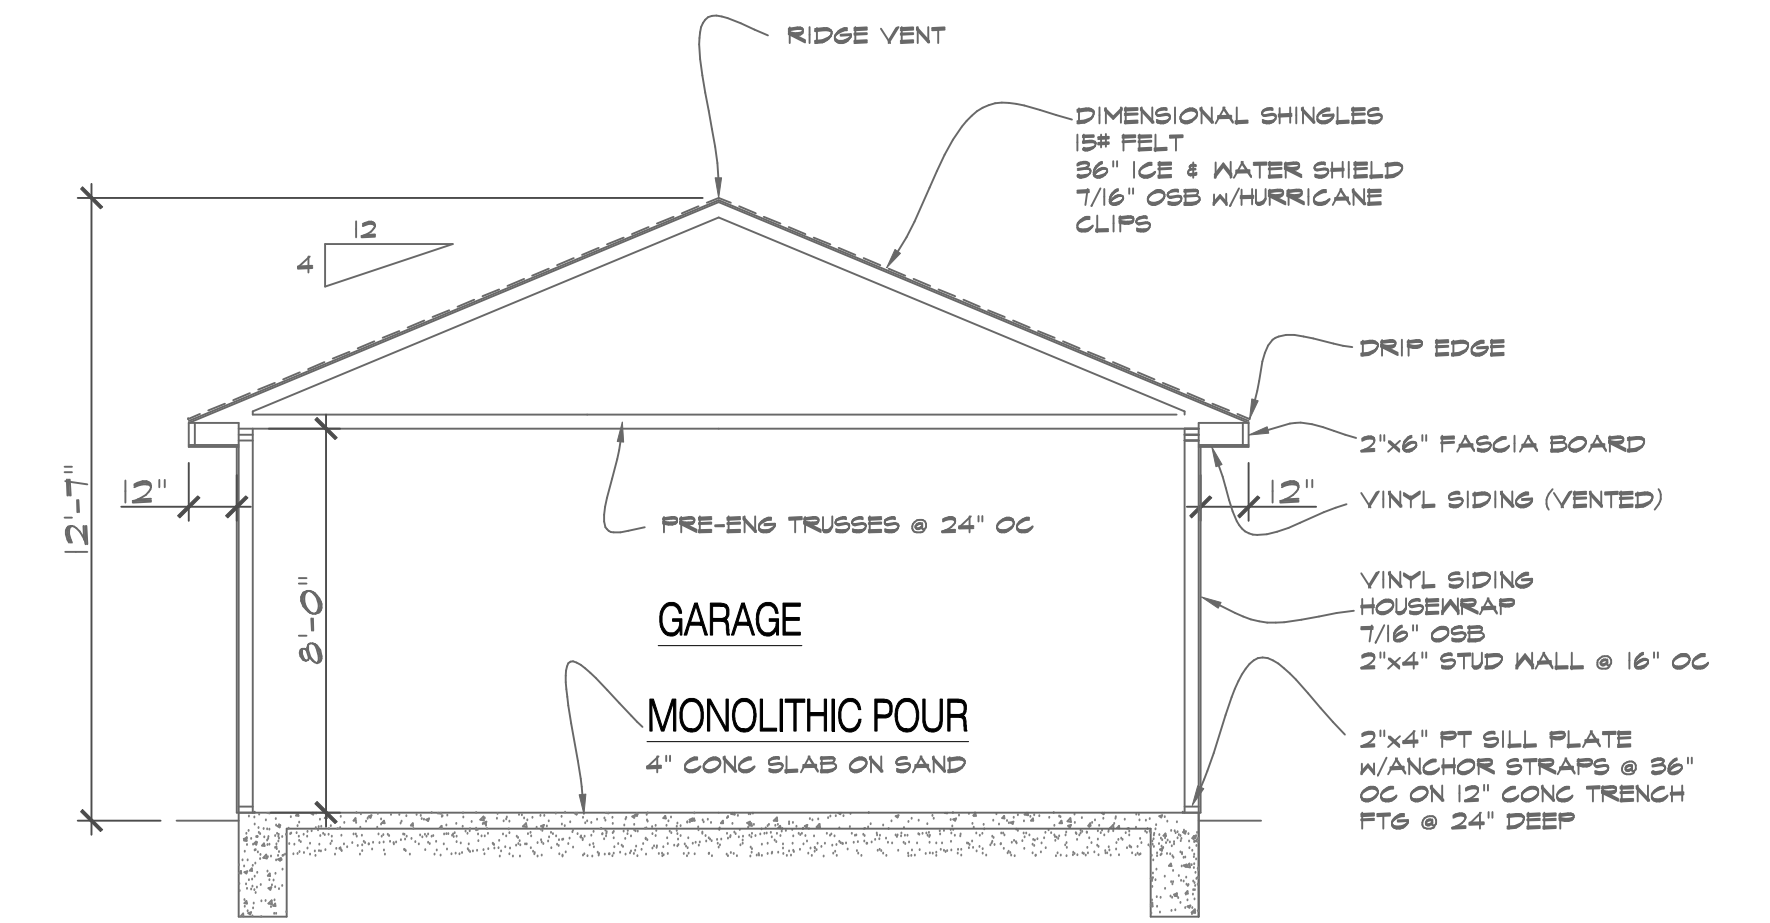 RIDGE VENT
DIMENSIONAL SHINGLES
15# FELT
36" ICE & WATER SHIELD
7/16" OSB W/HURRICANE
CLIPS
12
4
DRIP EDGE
2"x6" FASCIA BOARD
12'-7"
12"
12"
VINYL SIDING (VENTED)
PRE-ENG TRUSSES @ 24" OC
8'-0"
GARAGE
VINYL SIDING
HOUSEWRAP
7/16" OSB
2"x4" STUD WALL @ 16" OC
MONOLITHIC POUR
4" CONC SLAB ON SAND
2"x4" PT SILL PLATE
W/ANCHOR STRAPS @ 36"
OC ON 12" CONC TRENCH
FTG @ 24" DEEP